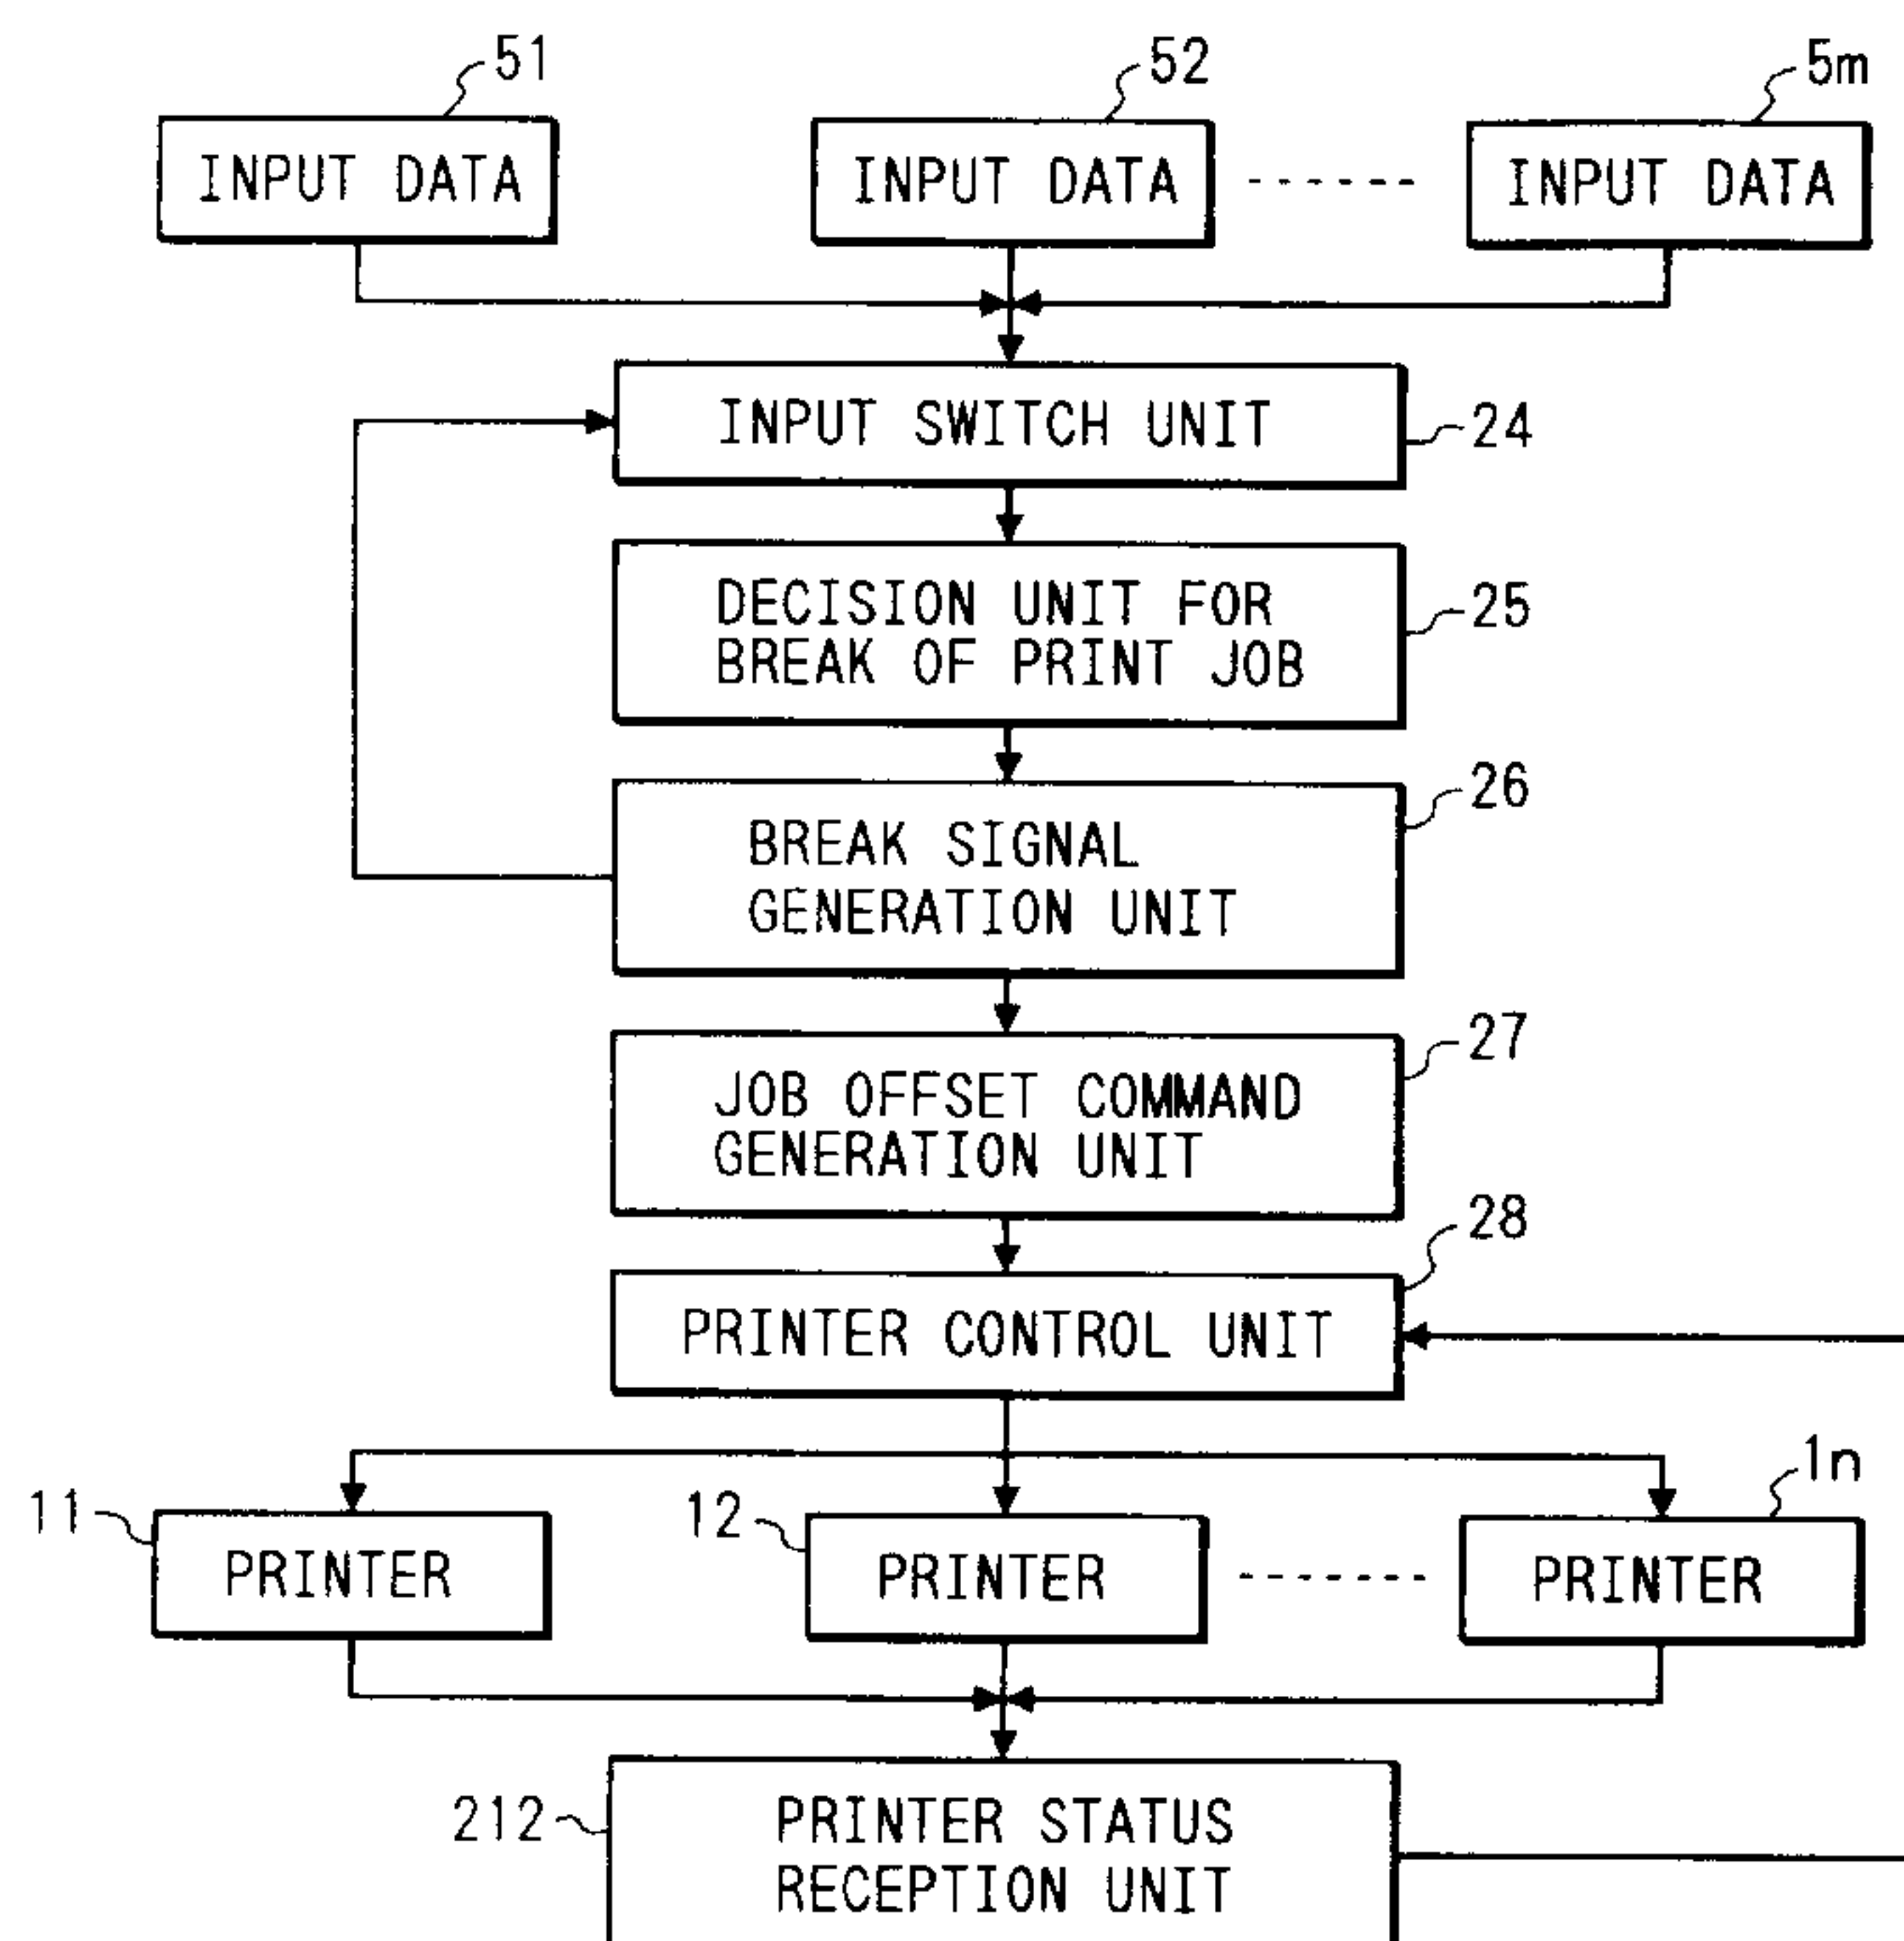 51
52
5m
INPUT DATA
INPUT DATA
INPUT DATA
INPUT SWITCH UNIT
24
DECISION UNIT FOR
BREAK OF PRINT JOB
25
26
BREAK SIGNAL
GENERATION UNIT
27
JOB OFFSET COMMAND
GENERATION UNIT
28
PRINTER CONTROL UNIT
11
12
1n
PRINTER
PRINTER
PRINTER
212
PRINTER STATUS
RECEPTION UNIT